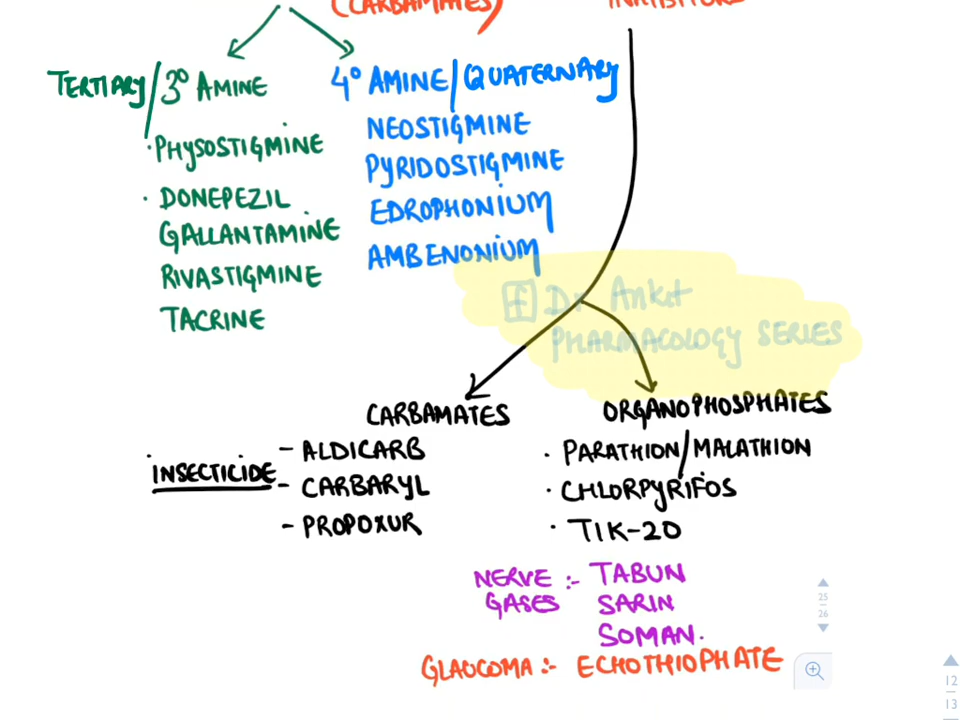 (CARBAMATES)
TERTIARY/3° AMINE
PHYSOSTIGMINE
DONEPEZIL
GALLANTAMINE
RIVASTIGMINE
TACRINE
4° AMINE/QUATERNARY
NEOSTIGMINE
PYRIDOSTIGMINE
EDROPHONIUM
AMBENONIUM
Dr Ankit
PHARMACOLOGY SERIES
CARBAMATES
INSECTICIDE
- ALDICARB
- CARBARYL
- PROPOXUR
ORGANOPHOSPHATES
· PARATHION/MALATHION
· CHLORPYRIFOS
· TIK-20
NERVE GASES :- TABUN
SARIN
SOMAN.
GLAUCOMA :- ECHOTHIOPHATE
25
26
12
13